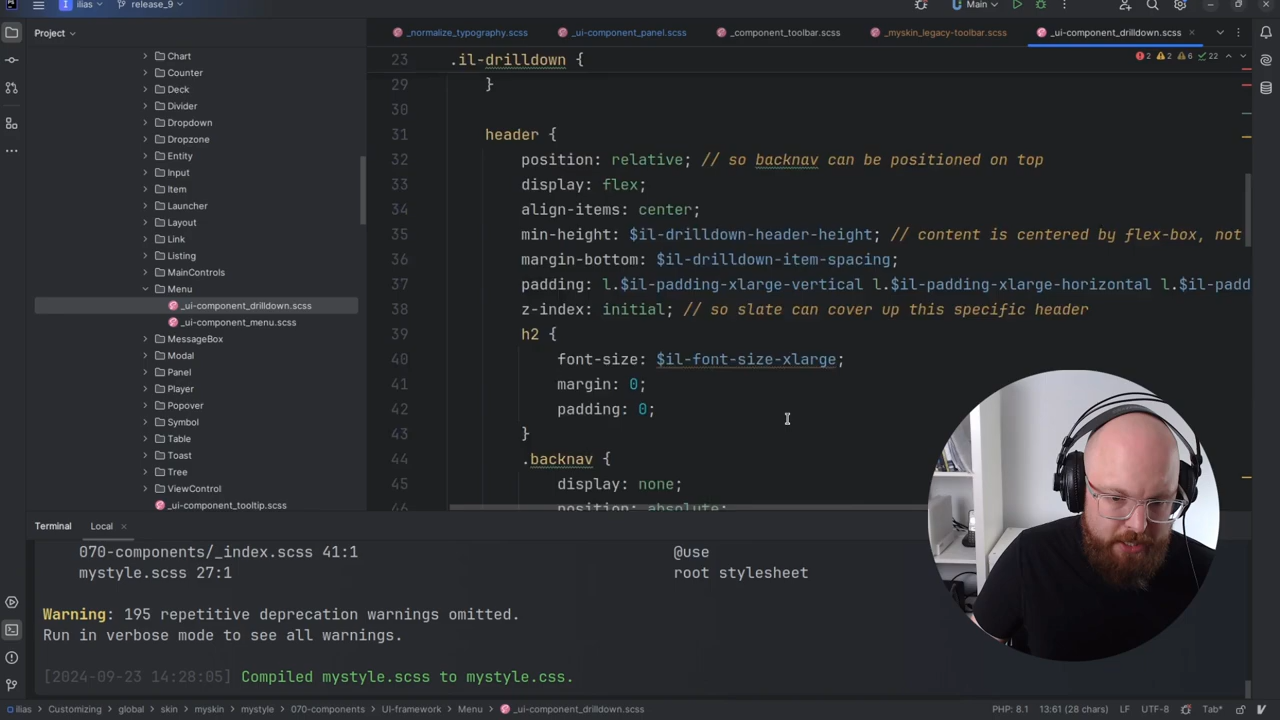 ilias
release_9
Main
Project
_normalize_typography.scss
_ui-component_panel.scss
_component_toolbar.scss
_myskin_legacy-toolbar.scss
_ui-component_drilldown.scss
2 2 6 22
Chart
Counter
Deck
Divider
Dropdown
Dropzone
Entity
Input
Item
Launcher
Layout
Link
Listing
MainControls
Menu
_ui-component_drilldown.scss
_ui-component_menu.scss
MessageBox
Modal
Panel
Player
Popover
Symbol
Table
Toast
Tree
ViewControl
_ui-component_tooltip.scss
23 .il-drilldown {
29 }
30
31 header {
32 position: relative; // so backnav can be positioned on top
33 display: flex;
34 align-items: center;
35 min-height: $il-drilldown-header-height; // content is centered by flex-box, not
36 margin-bottom: $il-drilldown-item-spacing;
37 padding: l.$il-padding-xlarge-vertical l.$il-padding-xlarge-horizontal l.$il-padd
38 z-index: initial; // so slate can cover up this specific header
39 h2 {
40 font-size: $il-font-size-xlarge;
41 margin: 0;
42 padding: 0;
43 }
44 .backnav {
45 display: none;
46 position: absolute;
Terminal
Local
070-components/_index.scss 41:1 @use
mystyle.scss 27:1 root stylesheet
Warning: 195 repetitive deprecation warnings omitted.
Run in verbose mode to see all warnings.
[2024-09-23 14:28:05] Compiled mystyle.scss to mystyle.css.
ilias > Customizing > global > skin > myskin > mystyle > 070-components > UI-framework > Menu > _ui-component_drilldown.scss
PHP: 8.1 13:61 (28 chars) LF UTF-8 Tab*